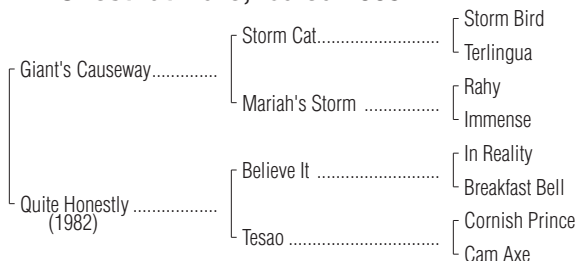 Storm Bird
Storm Cat..............................
Terlingua
Giant's Causeway................
Rahy
Mariah's Storm ..................
Immense
In Reality
Believe It ..............................
Breakfast Bell
Quite Honestly .....................
(1982)
Cornish Prince
Tesao .....................................
Cam Axe